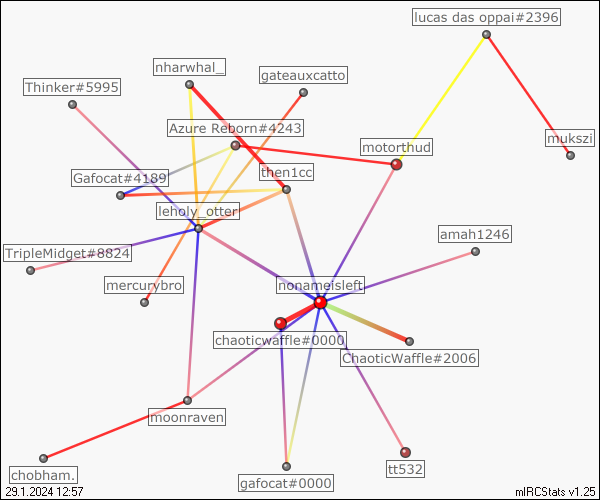 lucas das oppai#2396
nharwhal_
gateauxcatto
Thinker#5995
Azure Reborn#4243
mukszi
motorthud
then1cc
Gafocat#4189
leholy_otter
amah1246
TripleMidget#8824
mercurybro
nonameisleft
chaoticwaffle#0000
ChaoticWaffle#2006
moonraven
tt532
chobham.
gafocat#0000
29.1.2024 12:57
mIRCStats v1.25